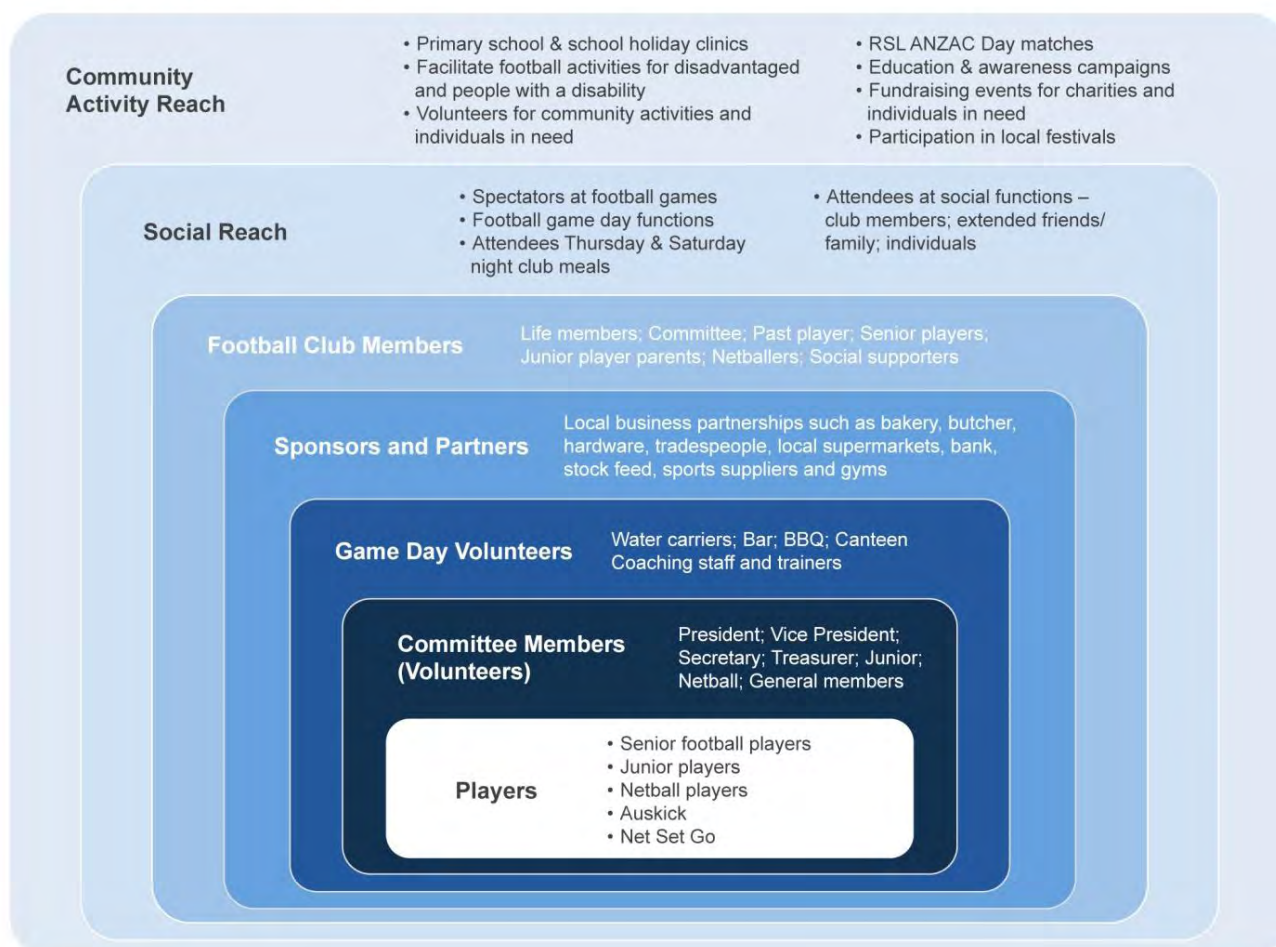 Community
Activity Reach
• Primary school & school holiday clinics
• Facilitate football activities for disadvantaged
and people with a disability
• Volunteers for community activities and
individuals in need
• RSL ANZAC Day matches
• Education & awareness campaigns
• Fundraising events for charities and
individuals in need
• Participation in local festivals
Social Reach
• Spectators at football games
• Football game day functions
• Attendees Thursday & Saturday
night club meals
• Attendees at social functions –
club members; extended friends/
family; individuals
Football Club Members
Life members; Committee; Past player; Senior players;
Junior player parents; Netballers; Social supporters
Sponsors and Partners
Local business partnerships such as bakery, butcher,
hardware, tradespeople, local supermarkets, bank,
stock feed, sports suppliers and gyms
Game Day Volunteers
Water carriers; Bar; BBQ; Canteen
Coaching staff and trainers
Committee Members
(Volunteers)
President; Vice President;
Secretary; Treasurer; Junior;
Netball; General members
Players
• Senior football players
• Junior players
• Netball players
• Auskick
• Net Set Go